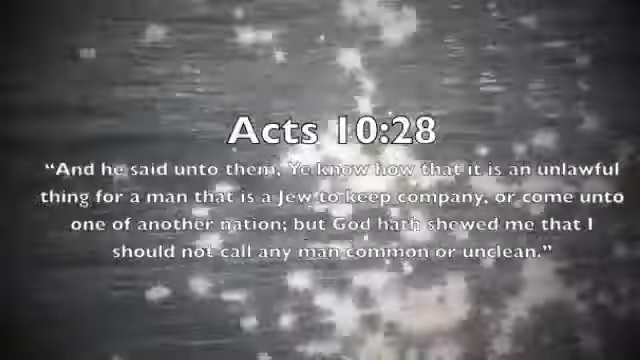 Acts 10:28
“And he said unto them, Ye know how that it is an unlawful
thing for a man that is a Jew to keep company, or come unto
one of another nation; but God hath shewed me that I
should not call any man common or unclean.”